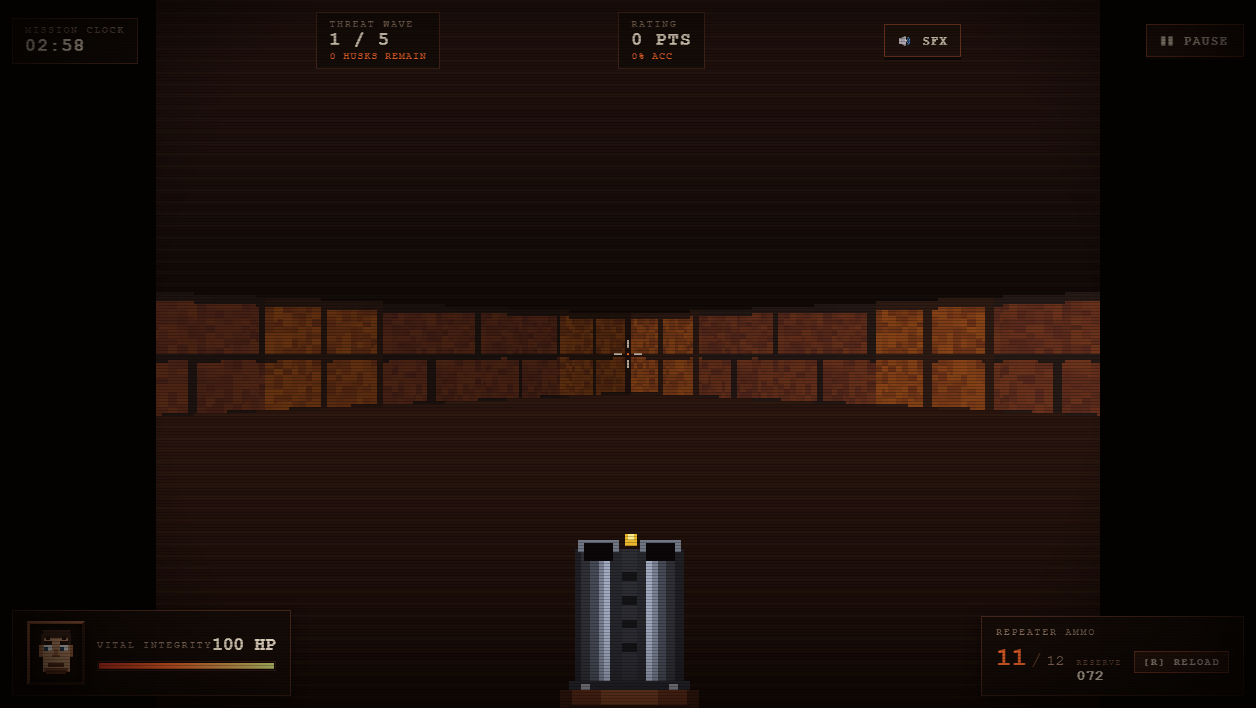 MISSION CLOCK
02:58
THREAT WAVE
1 / 5
0 HUSKS REMAIN
RATING
0 PTS
0% ACC
SFX
PAUSE
VITAL INTEGRITY 100 HP
REPEATER AMMO
11 / 12
RESERVE
072
[R] RELOAD